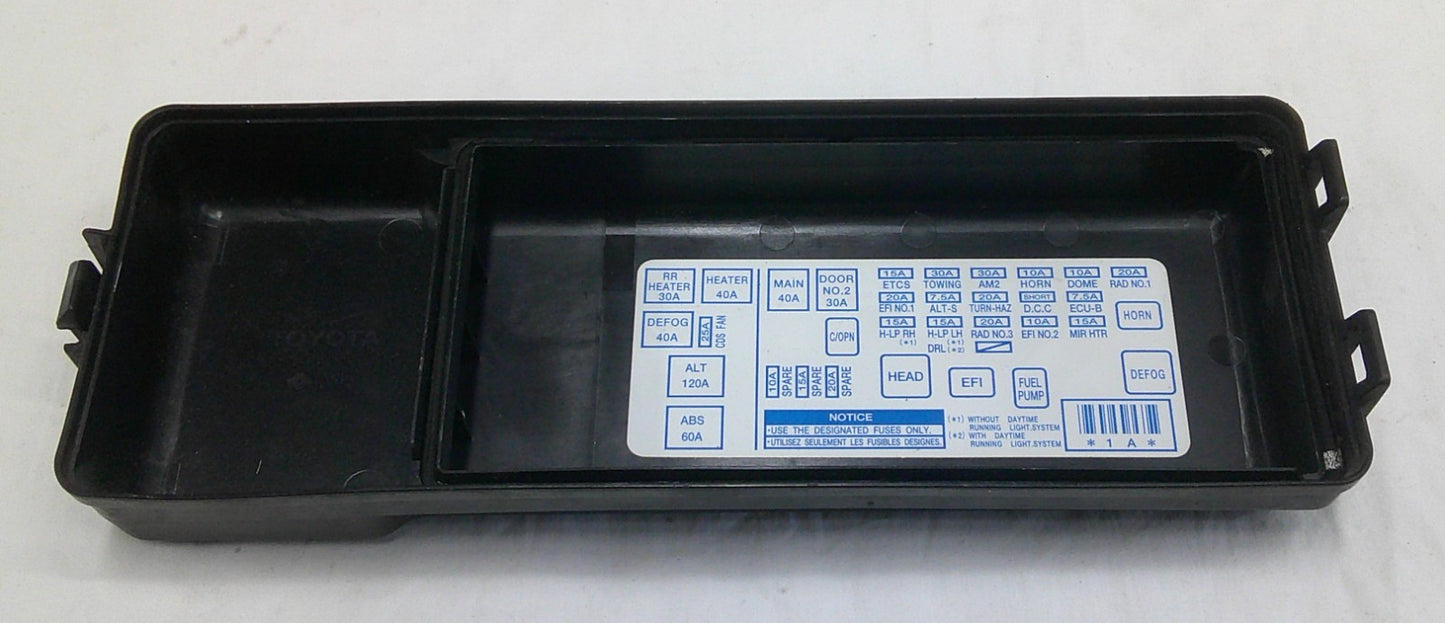 RR
HEATER
30A
HEATER
40A
DEFOG
40A
25A
CDS FAN
ALT
120A
ABS
60A
MAIN
40A
DOOR
NO.2
30A
C/OPN
10A
SPARE
15A
SPARE
20A
SPARE
15A 30A 30A 10A 10A 20A
ETCS TOWING AM2 HORN DOME RAD NO.1
20A 7.5A 20A SHORT 7.5A
EFI NO.1 ALT-S TURN-HAZ D.C.C ECU-B
HORN
15A 15A 20A 10A 15A
H-LP RH H-LP LH RAD NO.3 EFI NO.2 MIR HTR
(*1) (*1)
DRL (*2)
HEAD
EFI
FUEL
PUMP
DEFOG
NOTICE
·USE THE DESIGNATED FUSES ONLY.
·UTILISEZ SEULEMENT LES FUSIBLES DESIGNES.
(*1) WITHOUT DAYTIME
RUNNING LIGHT.SYSTEM
(*2) WITH DAYTIME
RUNNING LIGHT.SYSTEM
* 1 A *